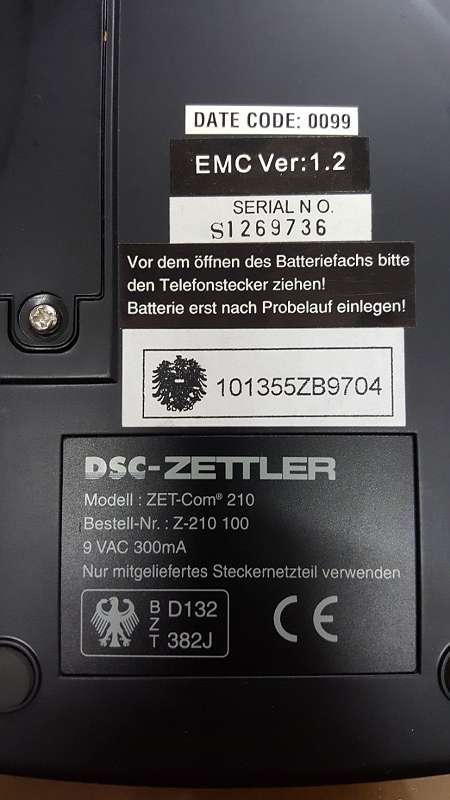 DATE CODE: 0099
EMC Ver:1.2
SERIAL N O.
S1269736
Vor dem öffnen des Batteriefachs bitte
den Telefonstecker ziehen!
Batterie erst nach Probelauf einlegen!
101355ZB9704
DSC-ZETTLER
Modell : ZET-Com® 210
Bestell-Nr. : Z-210 100
9 VAC 300mA
Nur mitgeliefertes Steckernetzteil verwenden
BZT
D132
382J
CE